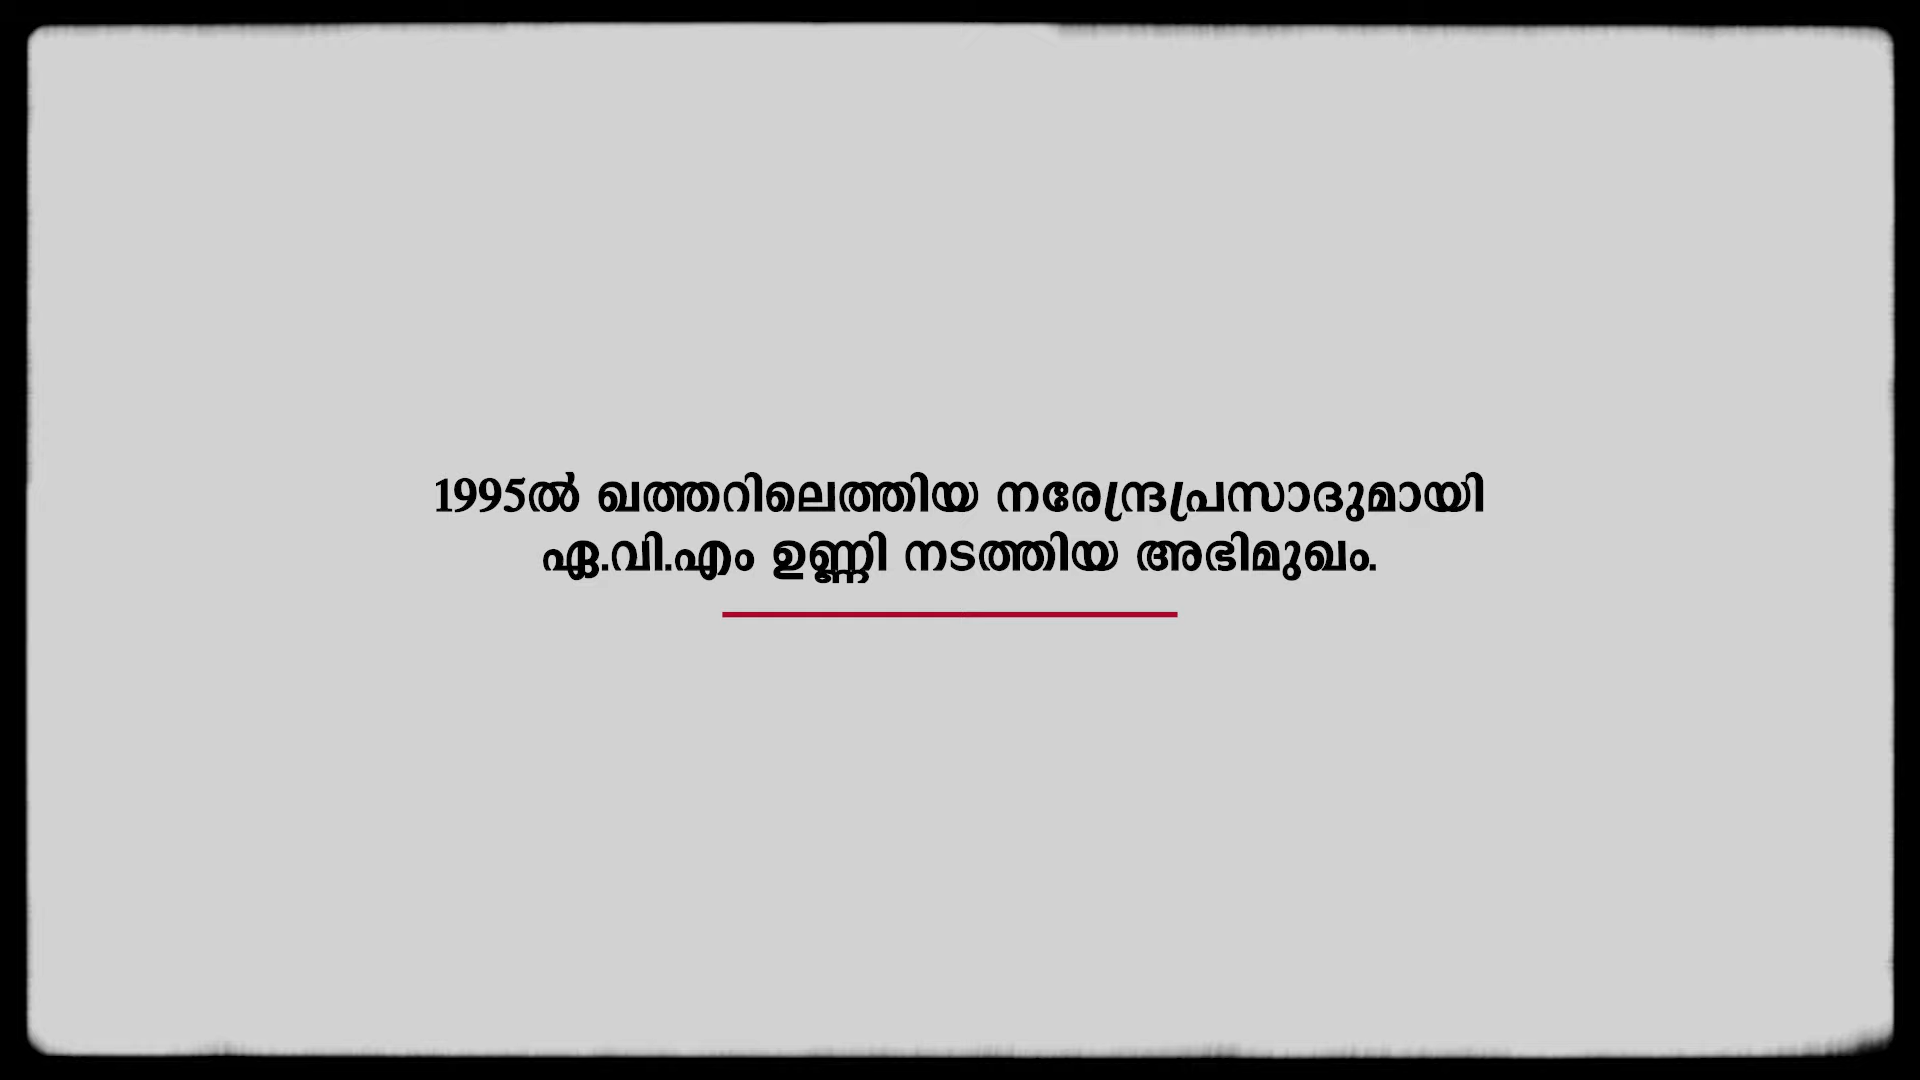 1995ൽ ഖത്തറിലെത്തിയ നരേന്ദ്രപ്രസാദുമായി
ഏ.വി.എം ഉണ്ണി നടത്തിയ അഭിമുഖം.